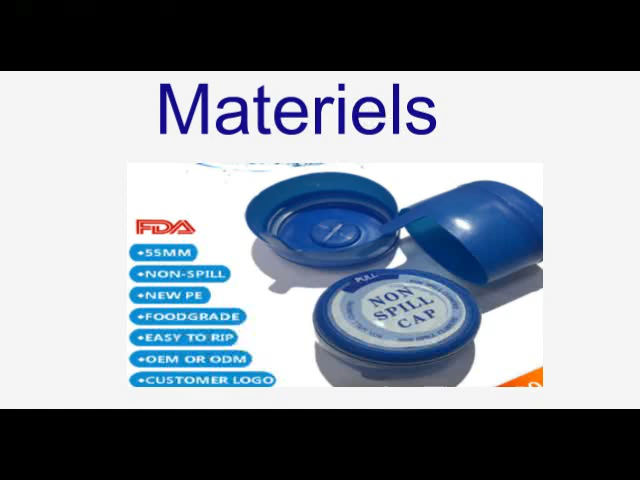 Materiels
FDA
•55MM
•NON-SPILL
•NEW PE
•FOODGRADE
•EASY TO RIP
•OEM OR ODM
•CUSTOMER LOGO
PULL
NON
SPILL
CAP